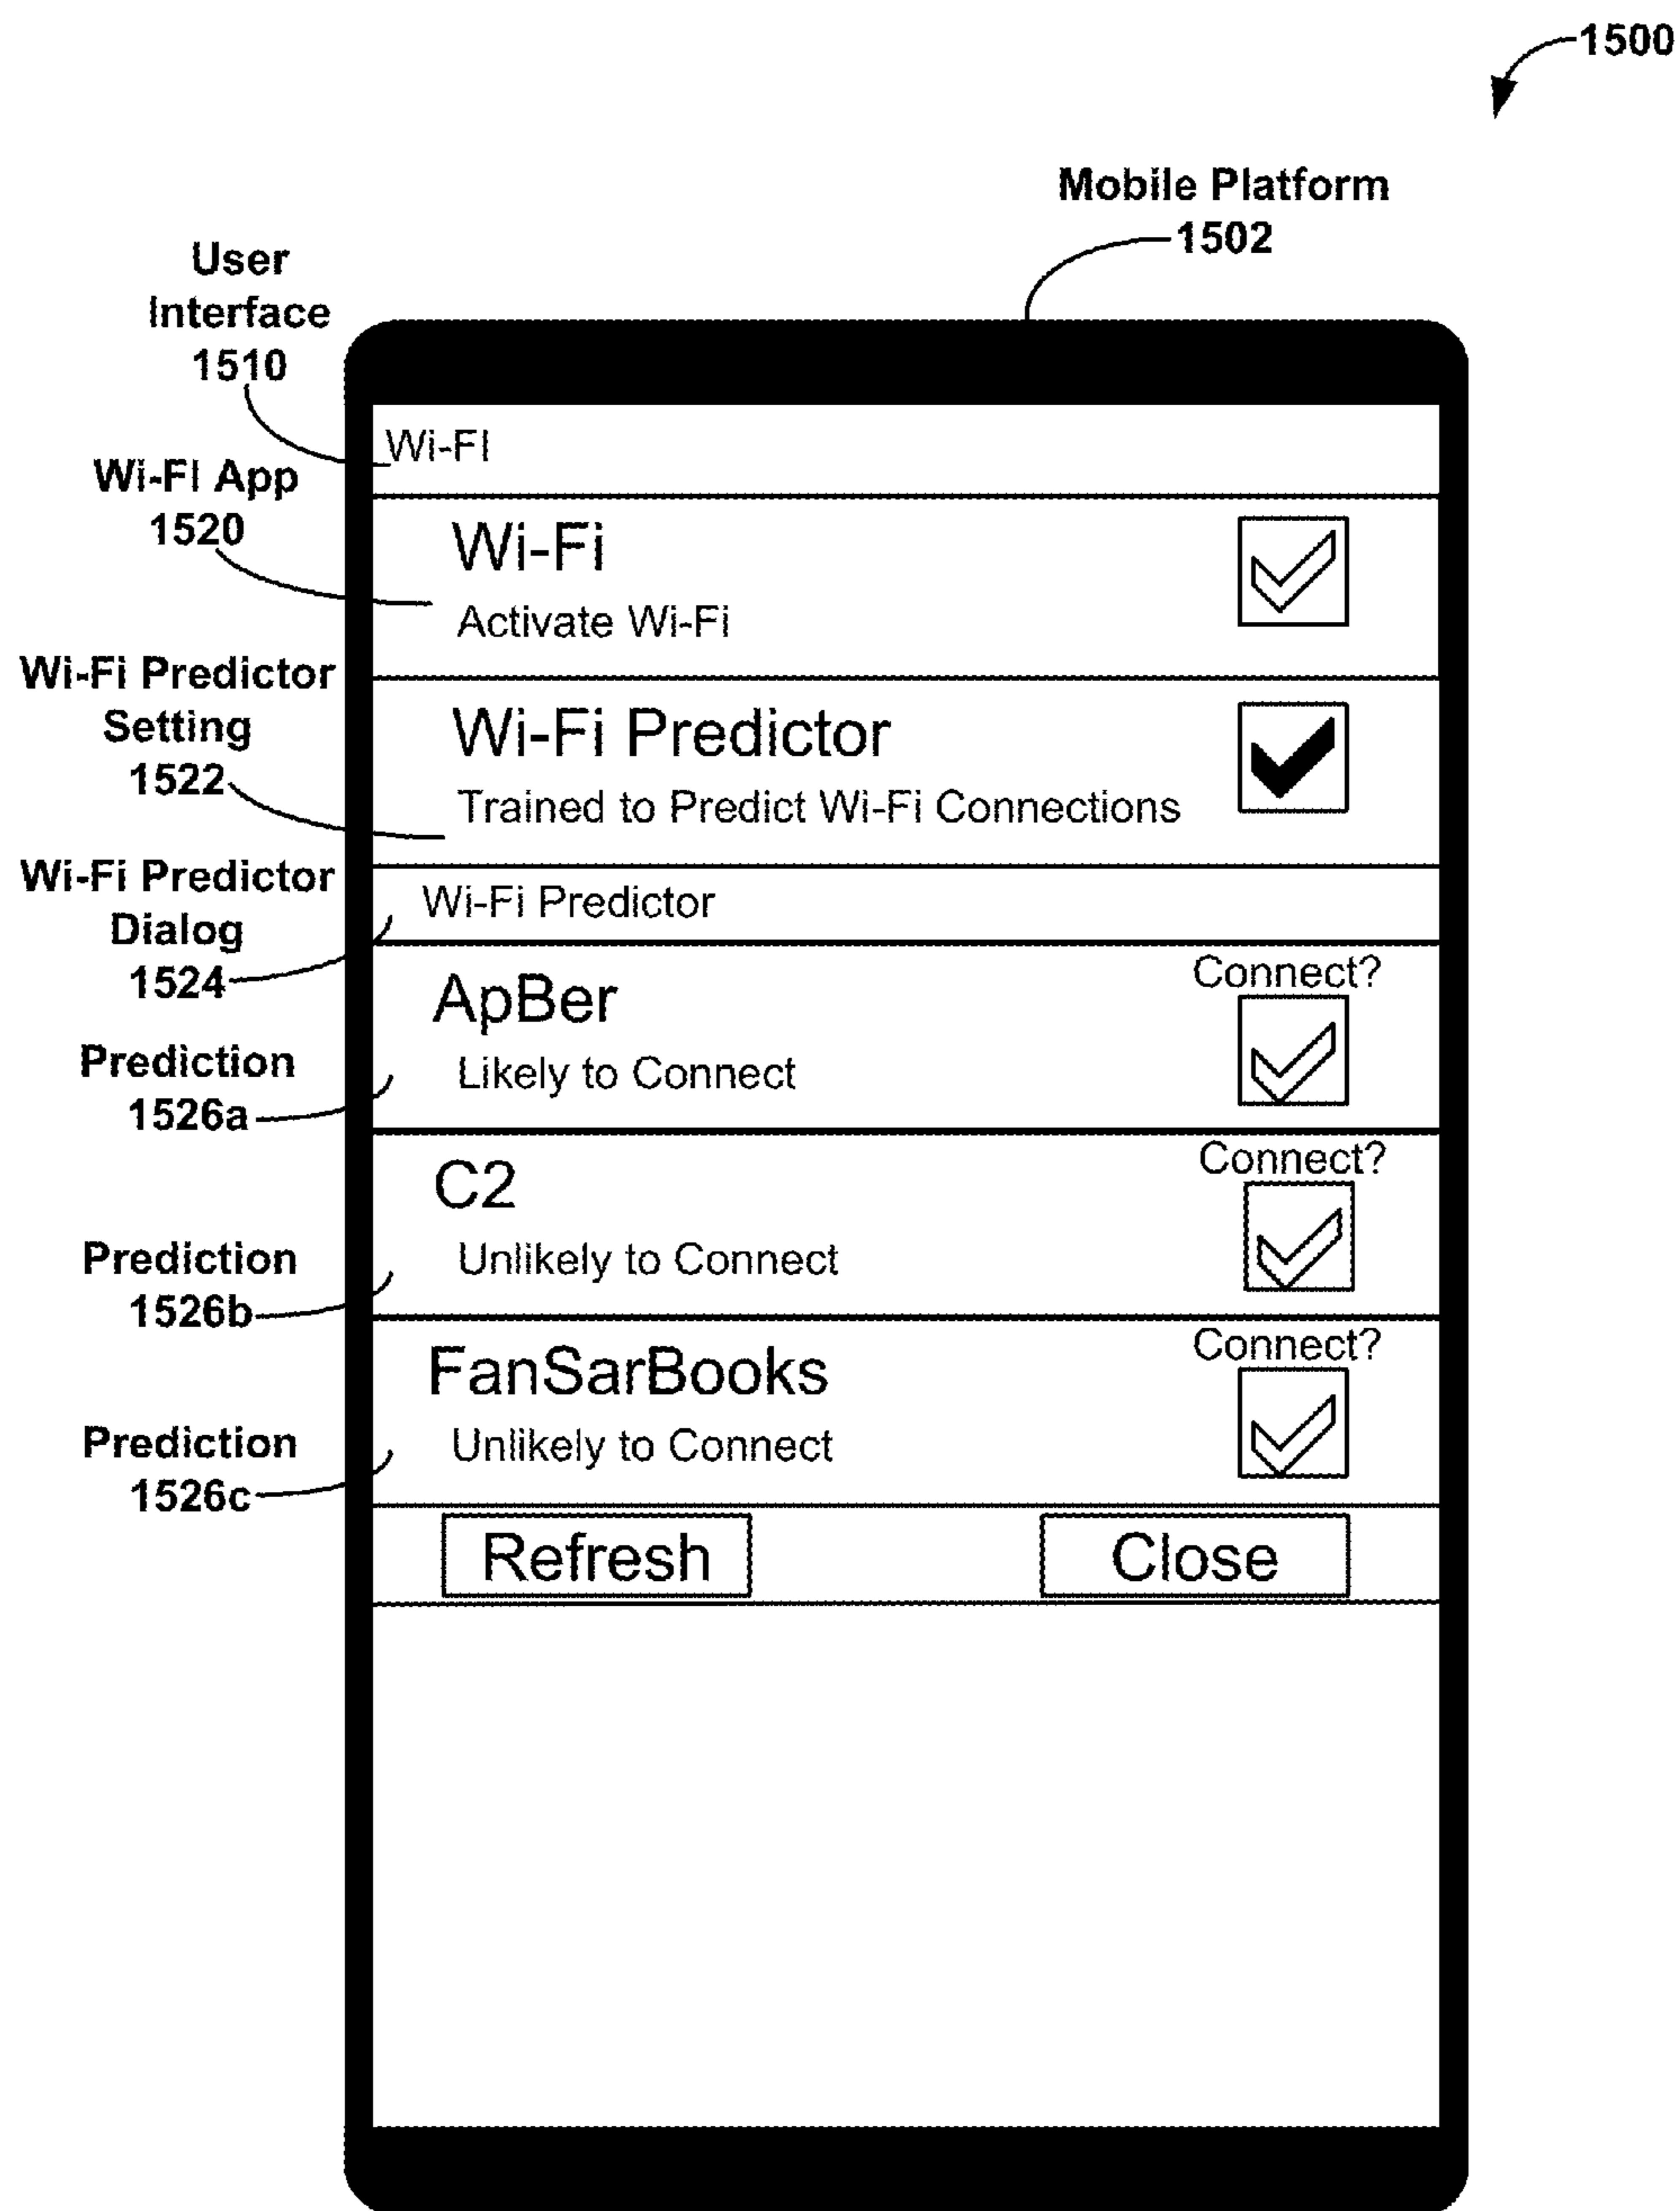 1500
Mobile Platform
1502
User
Interface
1510
Wi-FI
Wi-FI App
1520
Wi-Fi
Activate Wi-Fi
Wi-Fi Predictor
Setting
1522
Wi-Fi Predictor
Trained to Predict Wi-Fi Connections
Wi-Fi Predictor
Dialog
1524
Wi-Fi Predictor
ApBer
Connect?
Likely to Connect
Prediction
1526a
C2
Connect?
Unlikely to Connect
Prediction
1526b
FanSarBooks
Connect?
Unlikely to Connect
Prediction
1526c
Refresh
Close